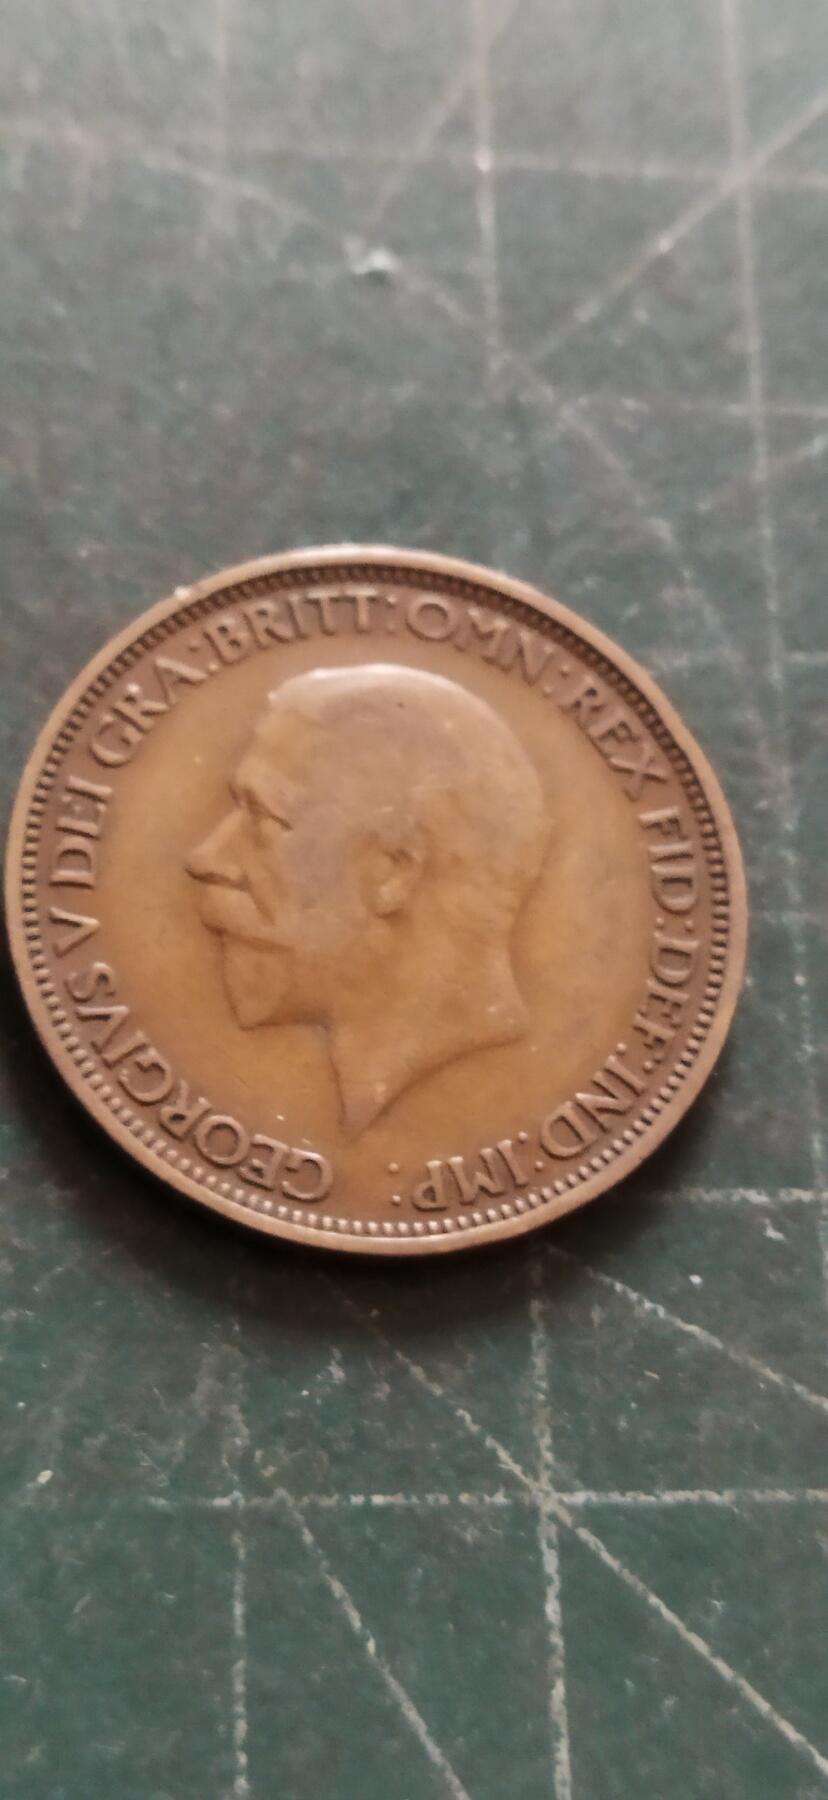 GEORGIVS V DEI GRA: BRITT: OMN: REX FID: DEF: IND: IMP: